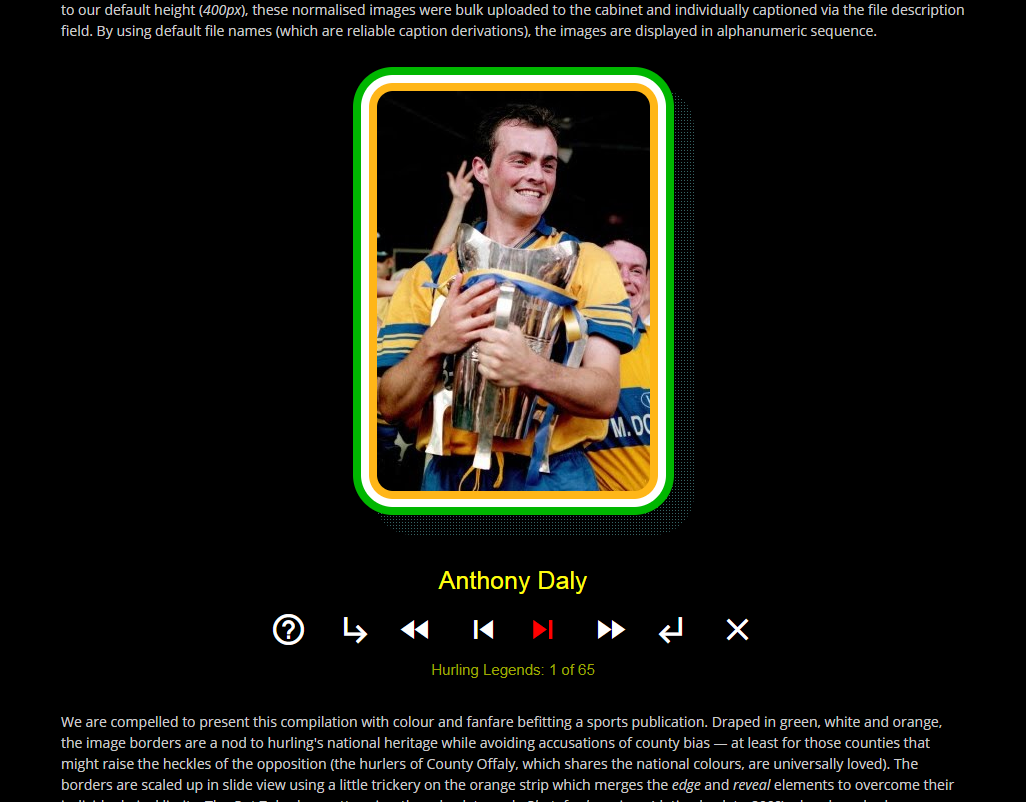 to our default height (400px), these normalised images were bulk uploaded to the cabinet and individually captioned via the file description
field. By using default file names (which are reliable caption derivations), the images are displayed in alphanumeric sequence.
M. DO
Anthony Daly
Hurling Legends: 1 of 65
We are compelled to present this compilation with colour and fanfare befitting a sports publication. Draped in green, white and orange,
the image borders are a nod to hurling's national heritage while avoiding accusations of county bias — at least for those counties that
might raise the heckles of the opposition (the hurlers of County Offaly, which shares the national colours, are universally loved). The
borders are scaled up in slide view using a little trickery on the orange strip which merges the edge and reveal elements to overcome their